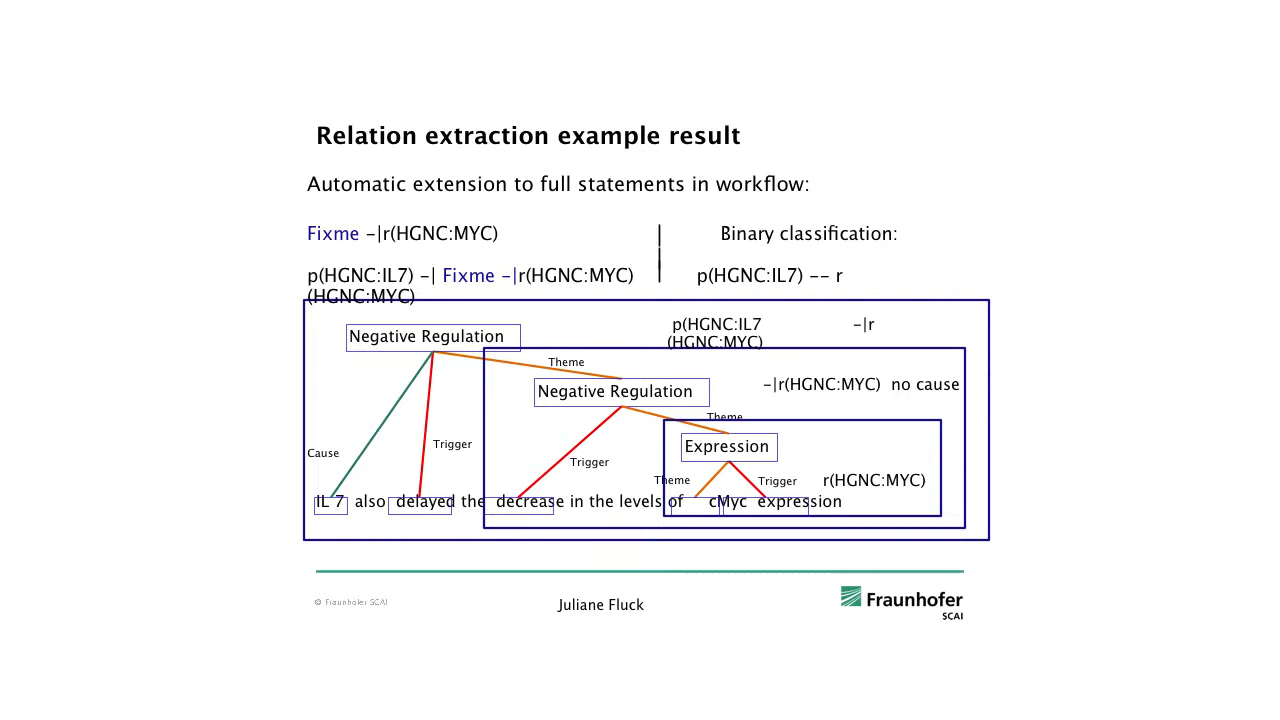 Relation extraction example result
Automatic extension to full statements in workflow:
Fixme -|r(HGNC:MYC) | Binary classification:
|
p(HGNC:IL7) -| Fixme -|r(HGNC:MYC) | p(HGNC:IL7) -- r
(HGNC:MYC)
p(HGNC:IL7 -|r
(HGNC:MYC)
Negative Regulation
Theme
-|r(HGNC:MYC) no cause
Negative Regulation
Theme
Expression
Cause
Trigger
Trigger
Theme
Trigger
r(HGNC:MYC)
IL 7 also delayed the decrease in the levels of cMyc expression
© Fraunhofer SCAI
Juliane Fluck
Fraunhofer
SCAI